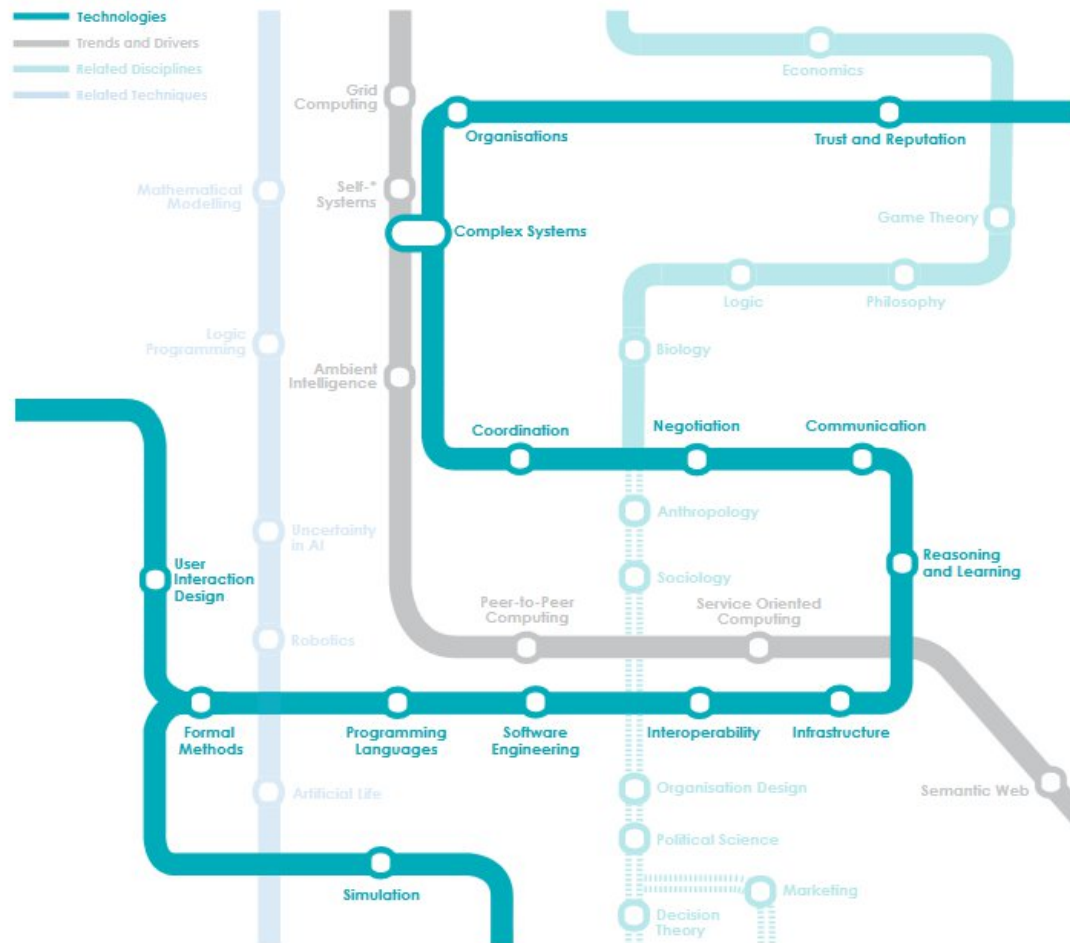 Technologies
Trends and Drivers
Related Disciplines
Related Techniques
Economics
Grid
Computing
Organisations
Trust and Reputation
Mathematical
Modelling
Self-*
Systems
Game Theory
Complex Systems
Logic
Philosophy
Logic
Programming
Biology
Ambient
Intelligence
Coordination
Negotiation
Communication
Anthropology
Uncertainty
in AI
Reasoning
and Learning
User
Interaction
Design
Sociology
Peer-to-Peer
Computing
Service Oriented
Computing
Robotics
Formal
Methods
Programming
Languages
Software
Engineering
Interoperability
Infrastructure
Artificial Life
Organisation Design
Semantic Web
Political Science
Simulation
Marketing
Decision
Theory